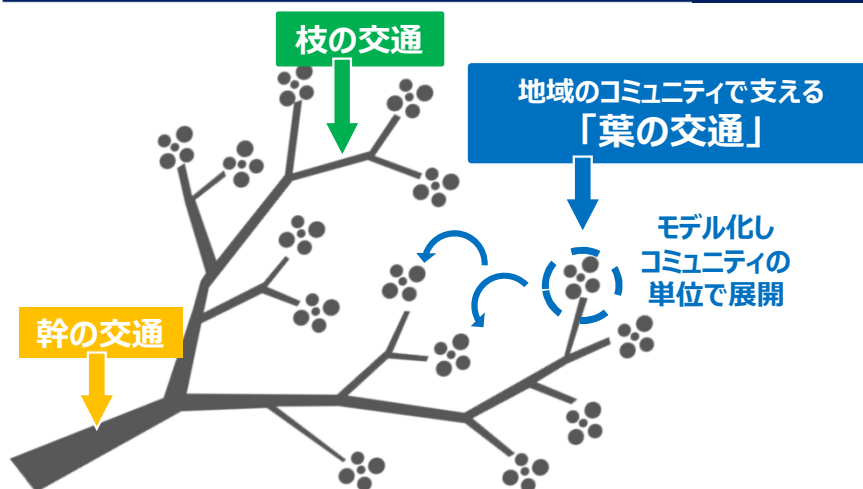 枝の交通
地域のコミュニティで支える
「葉の交通」
モデル化し
コミュニティの
単位で展開
幹の交通